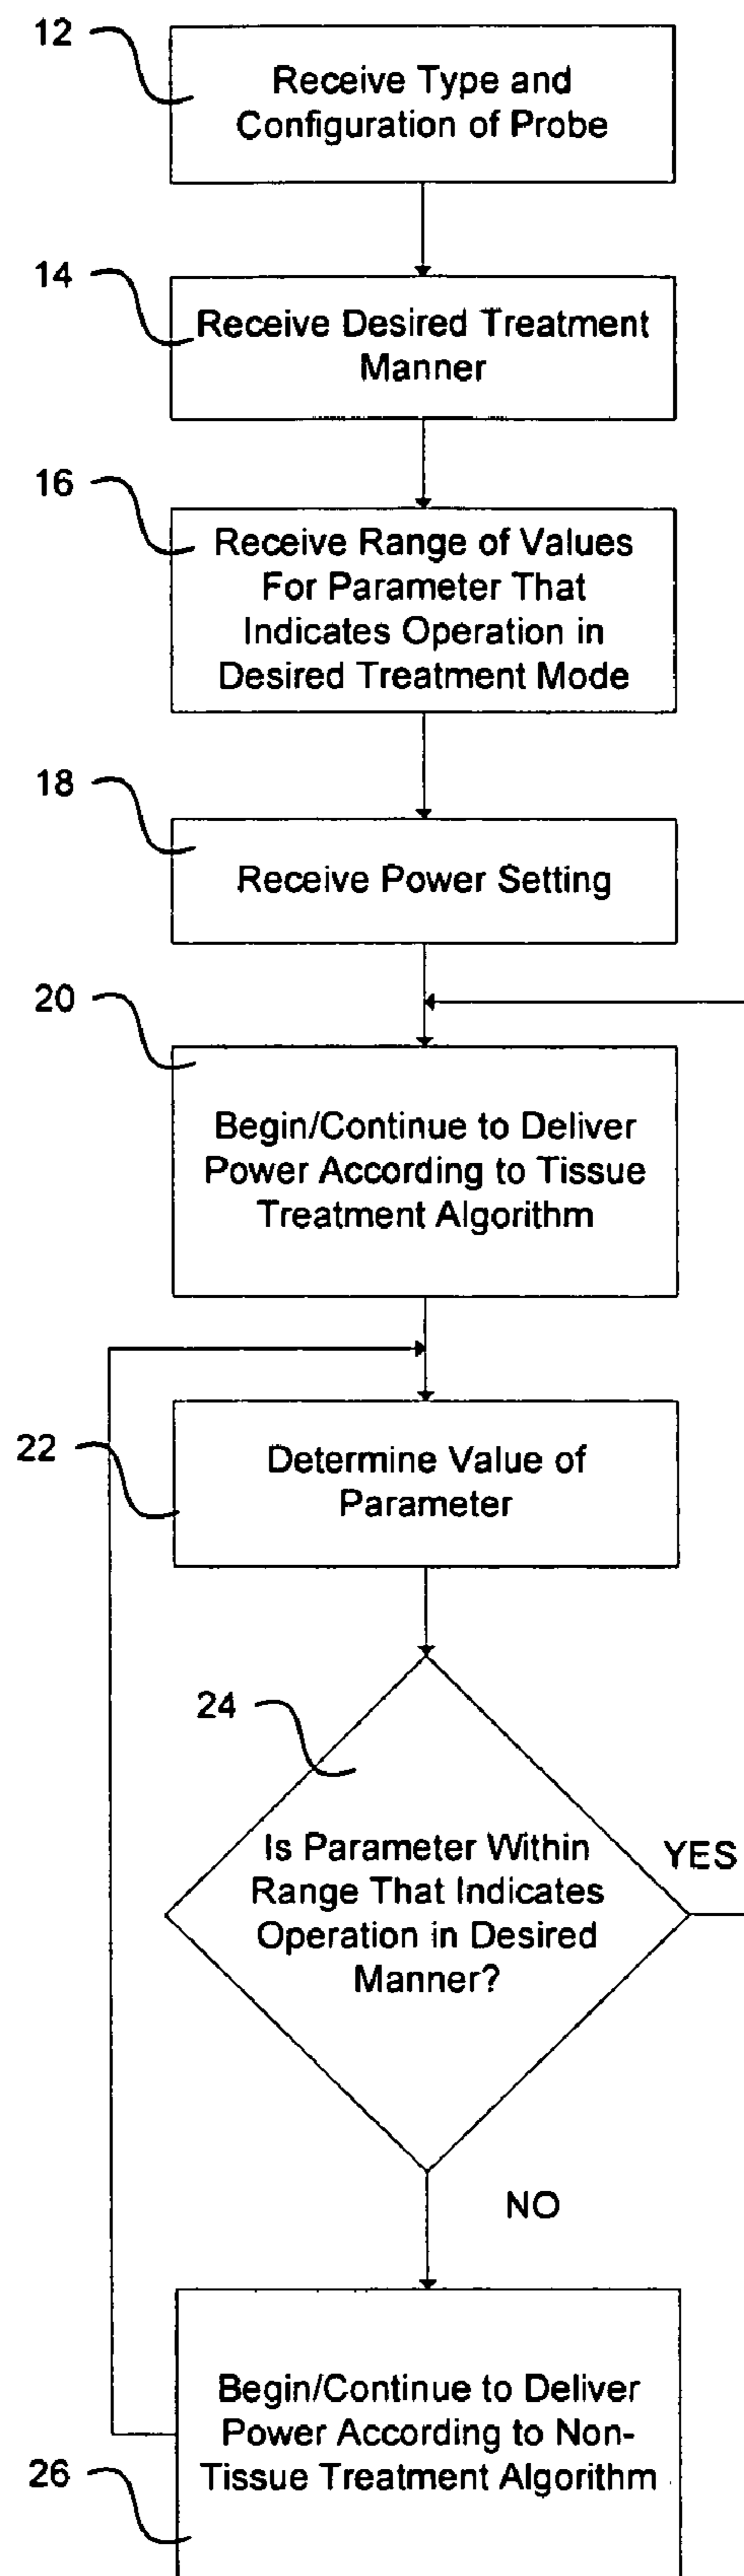 12
Receive Type and
Configuration of Probe
14
Receive Desired Treatment
Manner
16
Receive Range of Values
For Parameter That
Indicates Operation in
Desired Treatment Mode
18
Receive Power Setting
20
Begin/Continue to Deliver
Power According to Tissue
Treatment Algorithm
22
Determine Value of
Parameter
24
Is Parameter Within
Range That Indicates
Operation in Desired
Manner?
YES
NO
Begin/Continue to Deliver
Power According to Non-
Tissue Treatment Algorithm
26